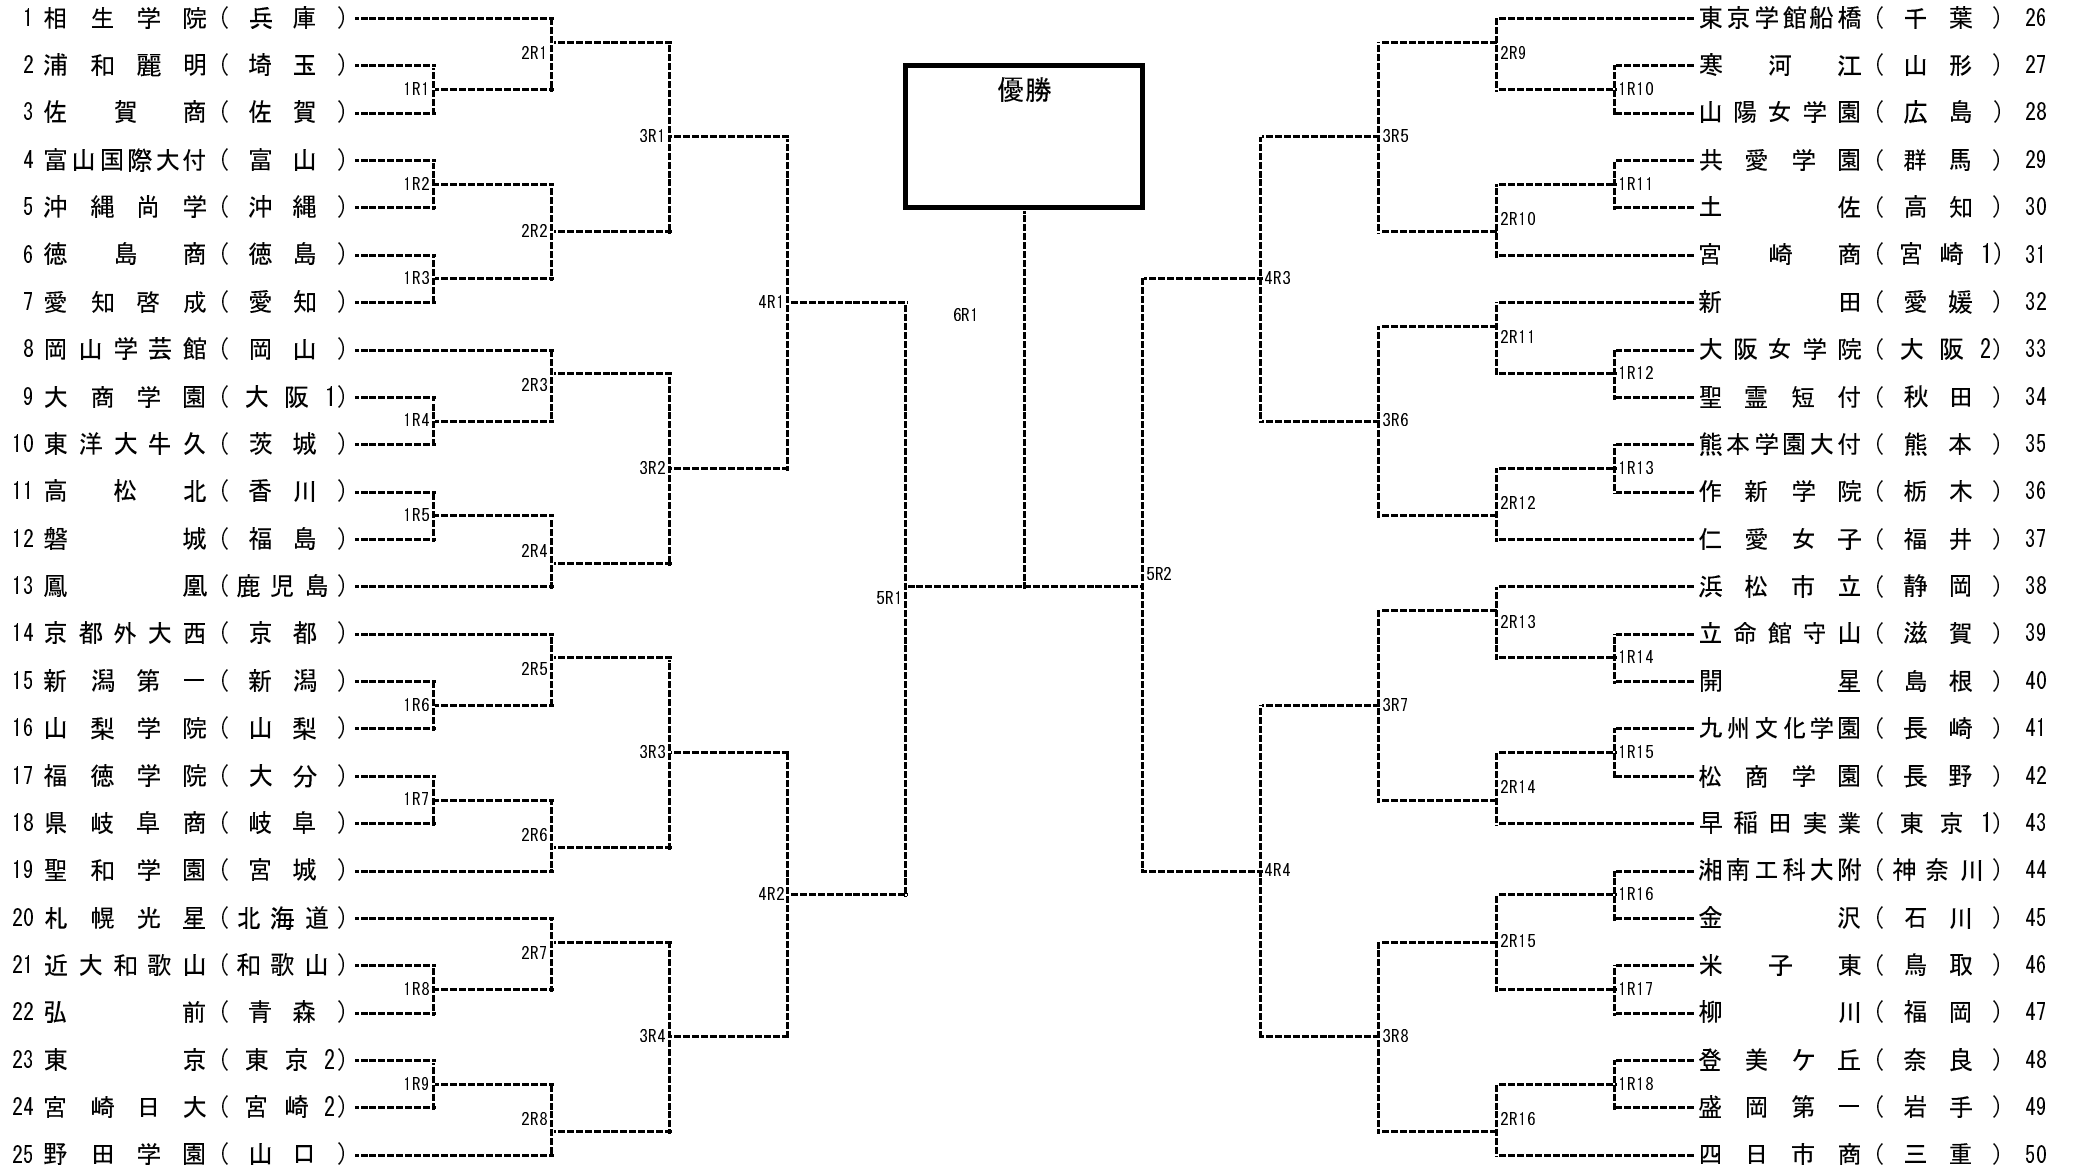 1 相生学院(兵庫)
2 浦和麗明(埼玉)
3 佐賀商(佐賀)
4 富山国際大付(富山)
5 沖縄尚学(沖縄)
6 徳島商(徳島)
7 愛知啓成(愛知)
8 岡山学芸館(岡山)
9 大商学園(大阪1)
10 東洋大牛久(茨城)
11 高松北(香川)
12 磐城(福島)
13 鳳凰(鹿児島)
14 京都外大西(京都)
15 新潟第一(新潟)
16 山梨学院(山梨)
17 福徳学院(大分)
18 県岐阜商(岐阜)
19 聖和学園(宮城)
20 札幌光星(北海道)
21 近大和歌山(和歌山)
22 弘前(青森)
23 東京(東京2)
24 宮崎日大(宮崎2)
25 野田学園(山口)
1R1
1R2
1R3
1R4
1R5
1R6
1R7
1R8
1R9
2R1
2R2
2R3
2R4
2R5
2R6
2R7
2R8
3R1
3R2
3R3
3R4
4R1
4R2
5R1
優勝
6R1
5R2
4R3
4R4
3R5
3R6
3R7
3R8
2R9
2R10
2R11
2R12
2R13
2R14
2R15
2R16
1R10
1R11
1R12
1R13
1R14
1R15
1R16
1R17
1R18
東京学館船橋(千葉) 26
寒河江(山形) 27
山陽女学園(広島) 28
共愛学園(群馬) 29
土佐(高知) 30
宮崎商(宮崎1) 31
新田(愛媛) 32
大阪女学院(大阪2) 33
聖霊短付(秋田) 34
熊本学園大付(熊本) 35
作新学院(栃木) 36
仁愛女子(福井) 37
浜松市立(静岡) 38
立命館守山(滋賀) 39
開星(島根) 40
九州文化学園(長崎) 41
松商学園(長野) 42
早稲田実業(東京1) 43
湘南工科大附(神奈川) 44
金沢(石川) 45
米子東(鳥取) 46
柳川(福岡) 47
登美ケ丘(奈良) 48
盛岡第一(岩手) 49
四日市商(三重) 50